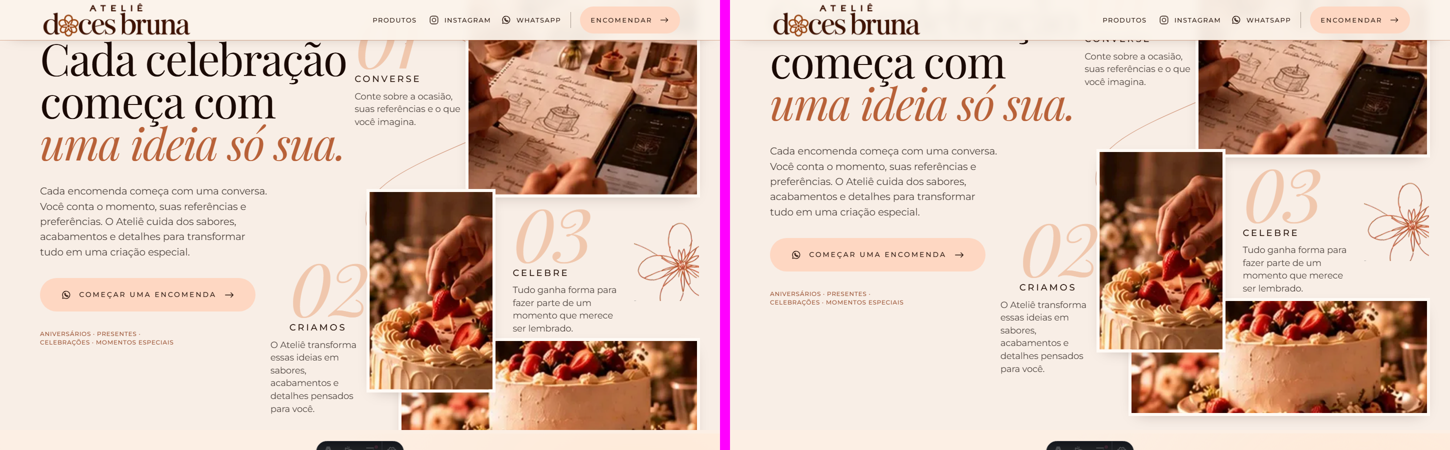 ATELIÊ
doces bruna
PRODUTOS
INSTAGRAM
WHATSAPP
ENCOMENDAR
Cada celebração
começa com
uma ideia só sua.
Cada encomenda começa com uma conversa.
Você conta o momento, suas referências e
preferências. O Ateliê cuida dos sabores,
acabamentos e detalhes para transformar
tudo em uma criação especial.
COMEÇAR UMA ENCOMENDA
ANIVERSÁRIOS · PRESENTES ·
CELEBRAÇÕES · MOMENTOS ESPECIAIS
01
CONVERSE
Conte sobre a ocasião,
suas referências e o que
você imagina.
02
CRIAMOS
O Ateliê transforma
essas ideias em
sabores,
acabamentos e
detalhes pensados
para você.
03
CELEBRE
Tudo ganha forma para
fazer parte de um
momento que merece
ser lembrado.
ATELIÊ
doces bruna
PRODUTOS
INSTAGRAM
WHATSAPP
ENCOMENDAR
começa com
uma ideia só sua.
Cada encomenda começa com uma conversa.
Você conta o momento, suas referências e
preferências. O Ateliê cuida dos sabores,
acabamentos e detalhes para transformar
tudo em uma criação especial.
COMEÇAR UMA ENCOMENDA
ANIVERSÁRIOS · PRESENTES ·
CELEBRAÇÕES · MOMENTOS ESPECIAIS
CONVERSE
Conte sobre a ocasião,
suas referências e o que
você imagina.
02
CRIAMOS
O Ateliê transforma
essas ideias em
sabores,
acabamentos e
detalhes pensados
para você.
03
CELEBRE
Tudo ganha forma para
fazer parte de um
momento que merece
ser lembrado.